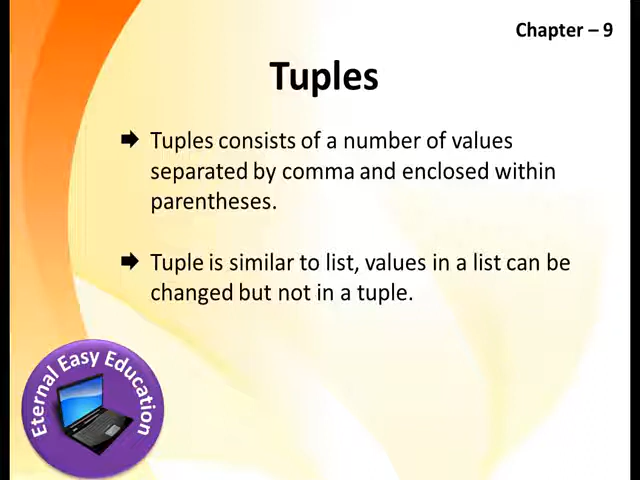 Chapter – 9
Tuples
Tuples consists of a number of values
separated by comma and enclosed within
parentheses.
Tuple is similar to list, values in a list can be
changed but not in a tuple.
Eternal Easy Education